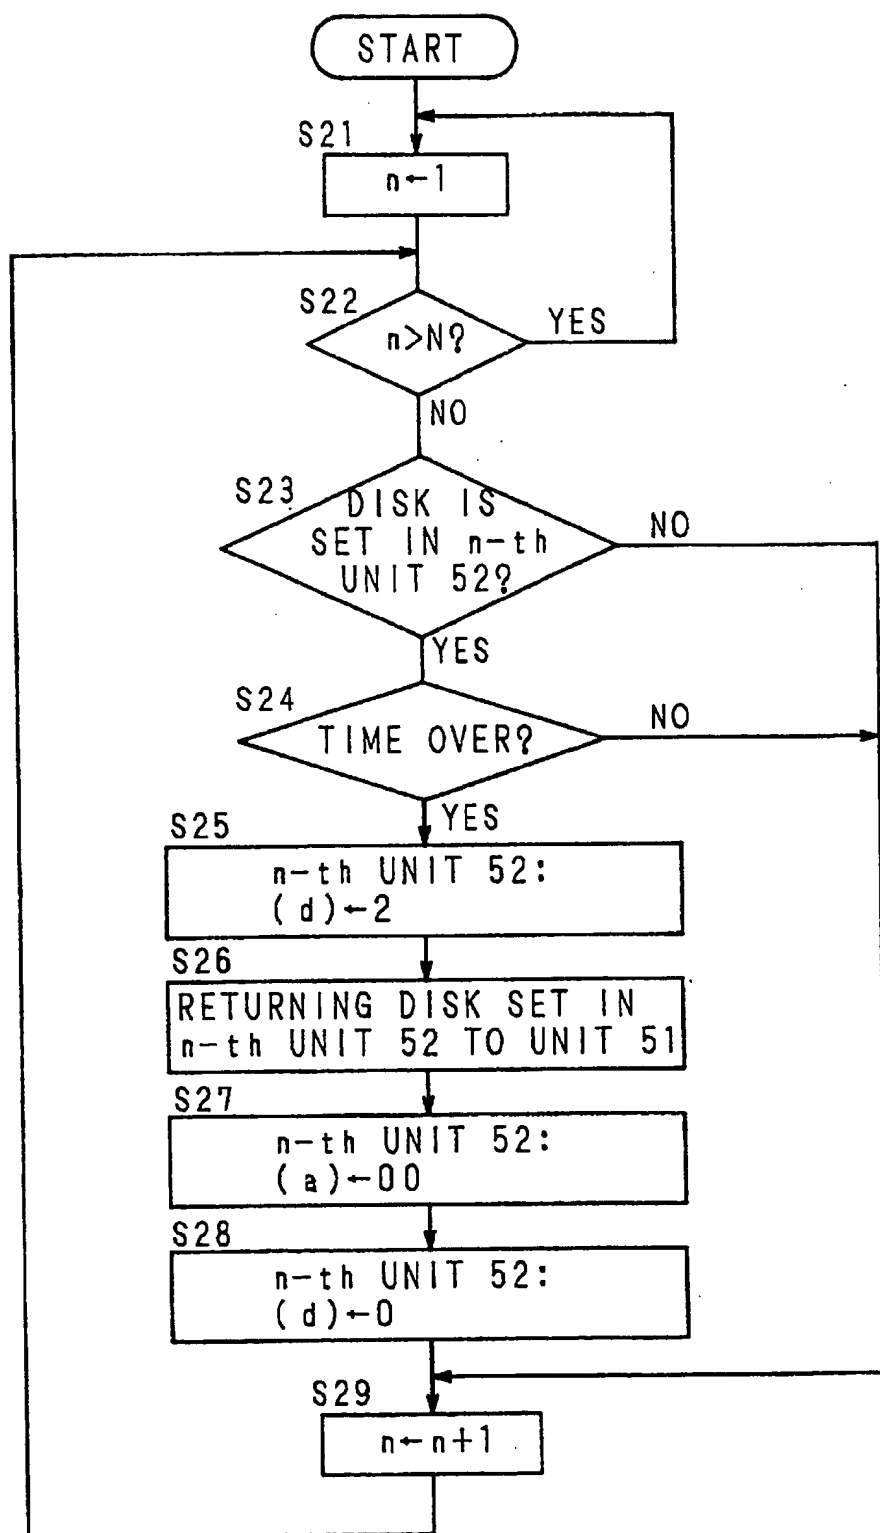 START
S21
n←1
S22
n>N?
YES
NO
S23
DISK IS
SET IN n-th
UNIT 52?
NO
YES
S24
TIME OVER?
NO
YES
S25
n-th UNIT 52:
(d)←2
S26
RETURNING DISK SET IN
n-th UNIT 52 TO UNIT 51
S27
n-th UNIT 52:
(a)←00
S28
n-th UNIT 52:
(d)←0
S29
n←n+1